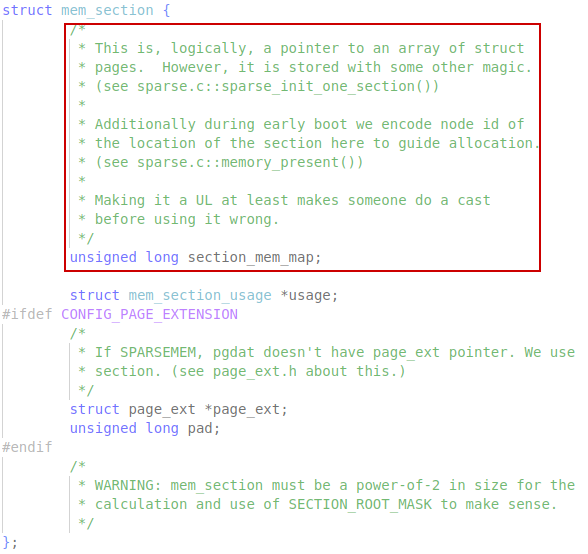 struct mem_section {
/*
* This is, logically, a pointer to an array of struct
* pages.  However, it is stored with some other magic.
* (see sparse.c::sparse_init_one_section())
*
* Additionally during early boot we encode node id of
* the location of the section here to guide allocation.
* (see sparse.c::memory_present())
*
* Making it a UL at least makes someone do a cast
* before using it wrong.
*/
unsigned long section_mem_map;
struct mem_section_usage *usage;
#ifdef CONFIG_PAGE_EXTENSION
/*
* If SPARSEMEM, pgdat doesn't have page_ext pointer. We use
* section. (see page_ext.h about this.)
*/
struct page_ext *page_ext;
unsigned long pad;
#endif
/*
* WARNING: mem_section must be a power-of-2 in size for the
* calculation and use of SECTION_ROOT_MASK to make sense.
*/
};